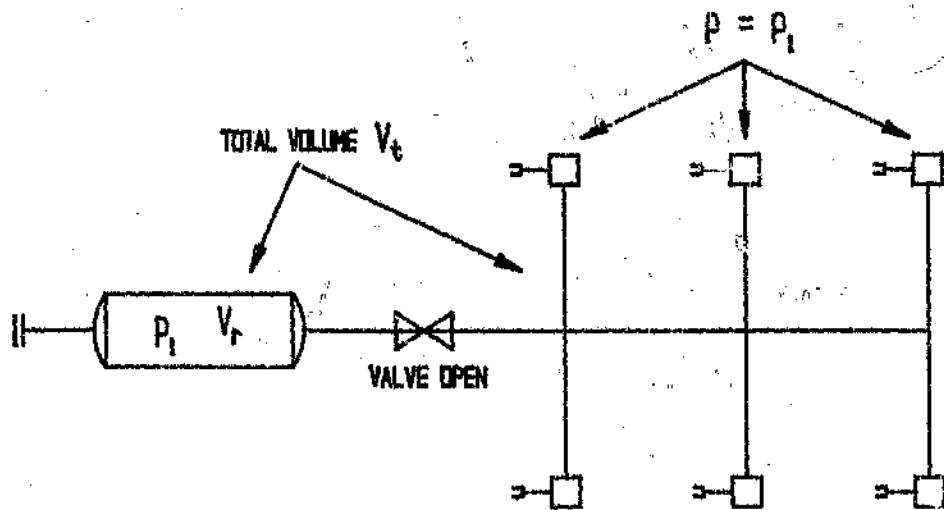 p = p₁
TOTAL VOLUME Vₜ
p₁ Vᵣ
VALVE OPEN